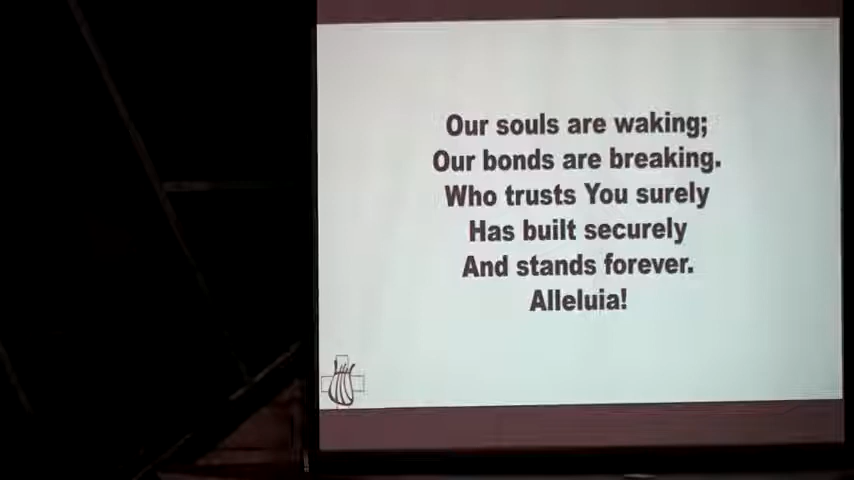 Our souls are waking;
Our bonds are breaking.
Who trusts You surely
Has built securely
And stands forever.
Alleluia!